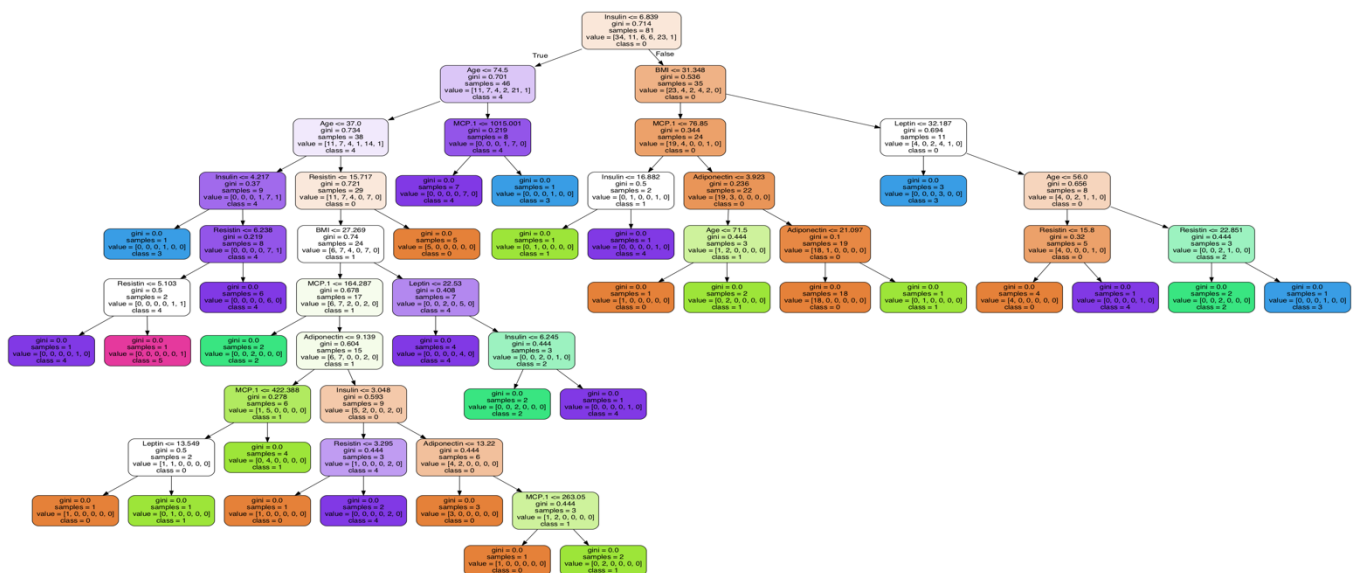 Insulin <= 6.839
gini = 0.714
samples = 81
value = [34, 11, 6, 6, 23, 1]
class = 0
True
False
Age <= 74.5
gini = 0.701
samples = 46
value = [11, 7, 4, 2, 21, 1]
class = 4
BMI <= 31.348
gini = 0.536
samples = 35
value = [23, 4, 2, 4, 2, 0]
class = 0
Age <= 37.0
gini = 0.734
samples = 38
value = [11, 7, 4, 1, 14, 1]
class = 4
MCP.1 <= 1015.001
gini = 0.219
samples = 8
value = [0, 0, 0, 1, 7, 0]
class = 4
MCP.1 <= 76.85
gini = 0.344
samples = 24
value = [19, 4, 0, 0, 1, 0]
class = 0
Leptin <= 32.187
gini = 0.694
samples = 11
value = [4, 0, 2, 4, 1, 0]
class = 0
Insulin <= 4.217
gini = 0.37
samples = 9
value = [0, 0, 0, 1, 7, 1]
class = 4
Resistin <= 15.717
gini = 0.721
samples = 29
value = [11, 7, 4, 0, 7, 0]
class = 0
gini = 0.0
samples = 7
value = [0, 0, 0, 0, 7, 0]
class = 4
gini = 0.0
samples = 1
value = [0, 0, 0, 1, 0, 0]
class = 3
Insulin <= 16.882
gini = 0.5
samples = 2
value = [0, 1, 0, 0, 1, 0]
class = 1
Adiponectin <= 3.923
gini = 0.236
samples = 22
value = [19, 3, 0, 0, 0, 0]
class = 0
gini = 0.0
samples = 3
value = [0, 0, 0, 3, 0, 0]
class = 3
Age <= 56.0
gini = 0.656
samples = 8
value = [4, 0, 2, 1, 1, 0]
class = 0
gini = 0.0
samples = 1
value = [0, 0, 0, 1, 0, 0]
class = 3
Resistin <= 6.238
gini = 0.219
samples = 8
value = [0, 0, 0, 0, 7, 1]
class = 4
BMI <= 27.269
gini = 0.74
samples = 24
value = [6, 7, 4, 0, 7, 0]
class = 1
gini = 0.0
samples = 5
value = [5, 0, 0, 0, 0, 0]
class = 0
gini = 0.0
samples = 1
value = [0, 1, 0, 0, 0, 0]
class = 1
gini = 0.0
samples = 1
value = [0, 0, 0, 0, 1, 0]
class = 4
Age <= 71.5
gini = 0.444
samples = 3
value = [1, 2, 0, 0, 0, 0]
class = 1
Adiponectin <= 21.097
gini = 0.1
samples = 19
value = [18, 1, 0, 0, 0, 0]
class = 0
Resistin <= 15.8
gini = 0.32
samples = 5
value = [4, 0, 0, 0, 1, 0]
class = 0
Resistin <= 22.851
gini = 0.444
samples = 3
value = [0, 0, 2, 1, 0, 0]
class = 2
Resistin <= 5.103
gini = 0.5
samples = 2
value = [0, 0, 0, 0, 1, 1]
class = 4
gini = 0.0
samples = 6
value = [0, 0, 0, 0, 6, 0]
class = 4
MCP.1 <= 164.287
gini = 0.678
samples = 17
value = [6, 7, 2, 0, 2, 0]
class = 1
Leptin <= 22.53
gini = 0.408
samples = 7
value = [0, 0, 2, 0, 5, 0]
class = 4
gini = 0.0
samples = 1
value = [1, 0, 0, 0, 0, 0]
class = 0
gini = 0.0
samples = 2
value = [0, 2, 0, 0, 0, 0]
class = 1
gini = 0.0
samples = 18
value = [18, 0, 0, 0, 0, 0]
class = 0
gini = 0.0
samples = 1
value = [0, 1, 0, 0, 0, 0]
class = 1
gini = 0.0
samples = 4
value = [4, 0, 0, 0, 0, 0]
class = 0
gini = 0.0
samples = 1
value = [0, 0, 0, 0, 1, 0]
class = 4
gini = 0.0
samples = 2
value = [0, 0, 2, 0, 0, 0]
class = 2
gini = 0.0
samples = 1
value = [0, 0, 0, 1, 0, 0]
class = 3
gini = 0.0
samples = 1
value = [0, 0, 0, 0, 1, 0]
class = 4
gini = 0.0
samples = 1
value = [0, 0, 0, 0, 0, 1]
class = 5
gini = 0.0
samples = 2
value = [0, 0, 2, 0, 0, 0]
class = 2
Adiponectin <= 9.139
gini = 0.604
samples = 15
value = [6, 7, 0, 0, 2, 0]
class = 1
gini = 0.0
samples = 4
value = [0, 0, 0, 0, 4, 0]
class = 4
Insulin <= 6.245
gini = 0.444
samples = 3
value = [0, 0, 2, 0, 1, 0]
class = 2
MCP.1 <= 422.388
gini = 0.278
samples = 6
value = [1, 5, 0, 0, 0, 0]
class = 1
Insulin <= 3.048
gini = 0.593
samples = 9
value = [5, 2, 0, 0, 2, 0]
class = 0
gini = 0.0
samples = 2
value = [0, 0, 2, 0, 0, 0]
class = 2
gini = 0.0
samples = 1
value = [0, 0, 0, 0, 1, 0]
class = 4
Leptin <= 13.549
gini = 0.5
samples = 2
value = [1, 1, 0, 0, 0, 0]
class = 0
gini = 0.0
samples = 4
value = [0, 4, 0, 0, 0, 0]
class = 1
Resistin <= 3.295
gini = 0.444
samples = 3
value = [1, 0, 0, 0, 2, 0]
class = 4
Adiponectin <= 13.22
gini = 0.444
samples = 6
value = [4, 2, 0, 0, 0, 0]
class = 0
gini = 0.0
samples = 1
value = [1, 0, 0, 0, 0, 0]
class = 0
gini = 0.0
samples = 1
value = [0, 1, 0, 0, 0, 0]
class = 1
gini = 0.0
samples = 1
value = [1, 0, 0, 0, 0, 0]
class = 0
gini = 0.0
samples = 2
value = [0, 0, 0, 0, 2, 0]
class = 4
gini = 0.0
samples = 3
value = [3, 0, 0, 0, 0, 0]
class = 0
MCP.1 <= 263.05
gini = 0.444
samples = 3
value = [1, 2, 0, 0, 0, 0]
class = 1
gini = 0.0
samples = 1
value = [1, 0, 0, 0, 0, 0]
class = 0
gini = 0.0
samples = 2
value = [0, 2, 0, 0, 0, 0]
class = 1